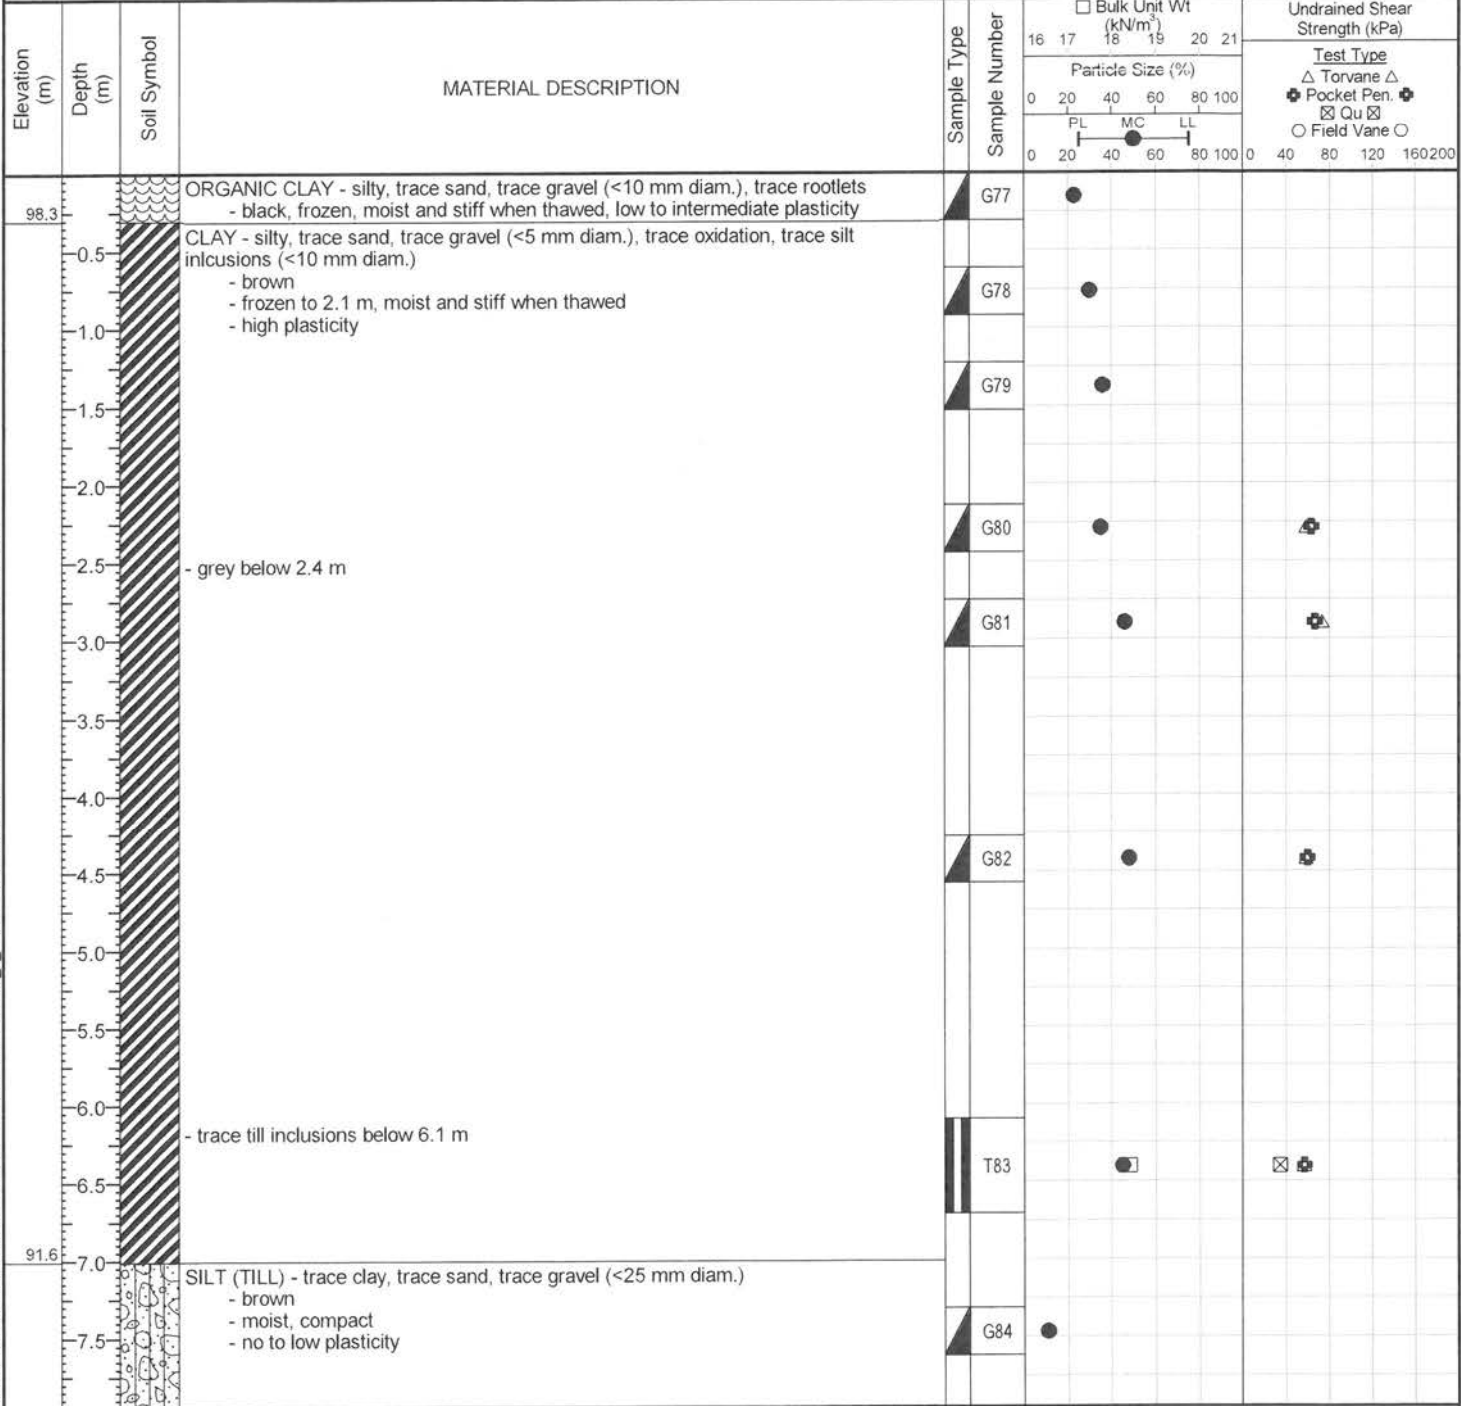 Elevation
(m)
Depth
(m)
Soil Symbol
MATERIAL DESCRIPTION
Sample Type
Sample Number
□ Bulk Unit Wt
(kN/m³)
16 17 18 19 20 21
Particle Size (%)
0 20 40 60 80 100
PL MC LL
0 20 40 60 80 100
Undrained Shear
Strength (kPa)
Test Type
△ Torvane △
✚ Pocket Pen. ✚
☒ Qu ☒
○ Field Vane ○
0 40 80 120 160 200
ORGANIC CLAY - silty, trace sand, trace gravel (<10 mm diam.), trace rootlets
- black, frozen, moist and stiff when thawed, low to intermediate plasticity
G77
98.3
CLAY - silty, trace sand, trace gravel (<5 mm diam.), trace oxidation, trace silt
inlcusions (<10 mm diam.)
-0.5
- brown
- frozen to 2.1 m, moist and stiff when thawed
- high plasticity
G78
-1.0
G79
-1.5
-2.0
G80
-2.5
- grey below 2.4 m
G81
-3.0
-3.5
-4.0
G82
-4.5
-5.0
-5.5
-6.0
- trace till inclusions below 6.1 m
T83
-6.5
91.6
-7.0
SILT (TILL) - trace clay, trace sand, trace gravel (<25 mm diam.)
- brown
- moist, compact
- no to low plasticity
G84
-7.5